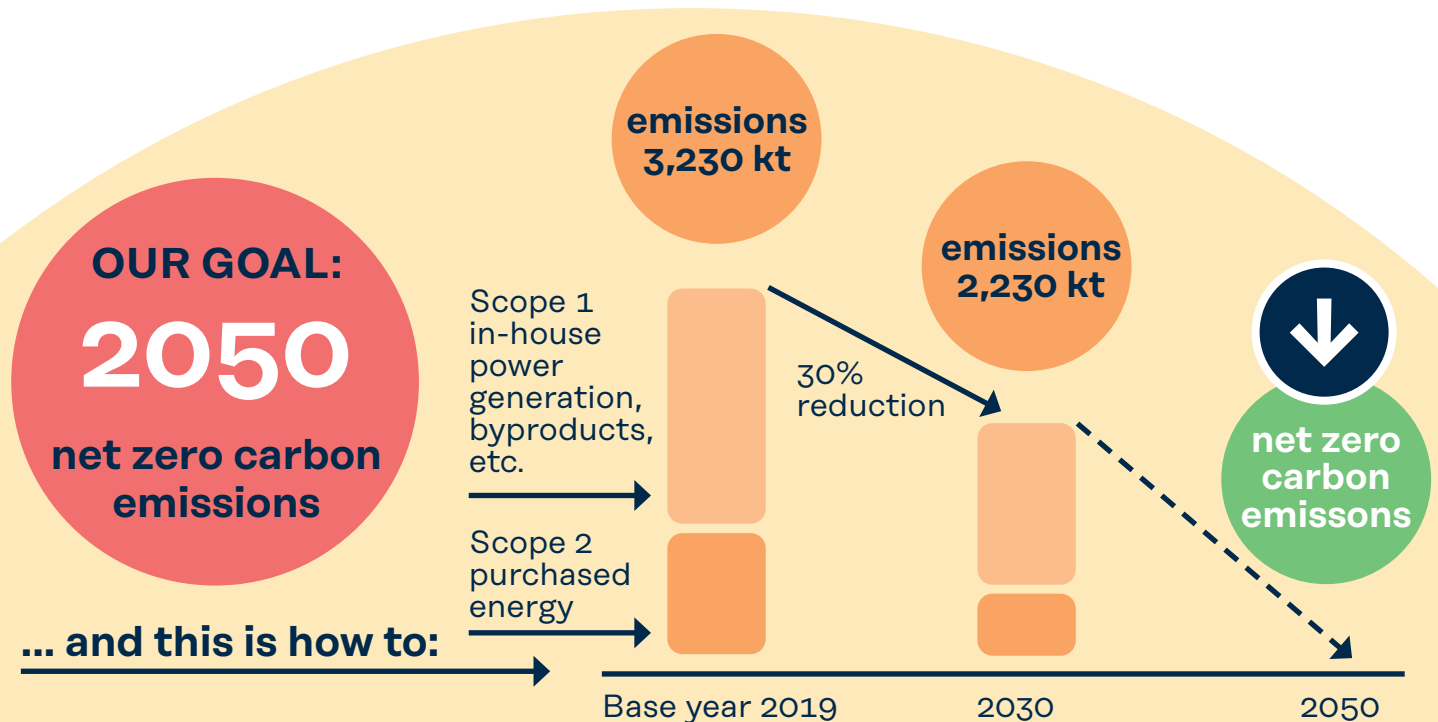 OUR GOAL:
2050
net zero carbon
emissions
... and this is how to:
Scope 1
in-house
power
generation,
byproducts,
etc.
Scope 2
purchased
energy
emissions
3,230 kt
30%
reduction
emissions
2,230 kt
net zero
carbon
emissons
Base year 2019
2030
2050